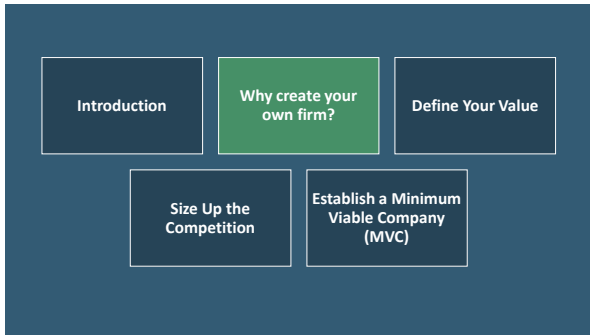 Introduction
Why create your
own firm?
Define Your Value
Size Up the
Competition
Establish a Minimum
Viable Company
(MVC)